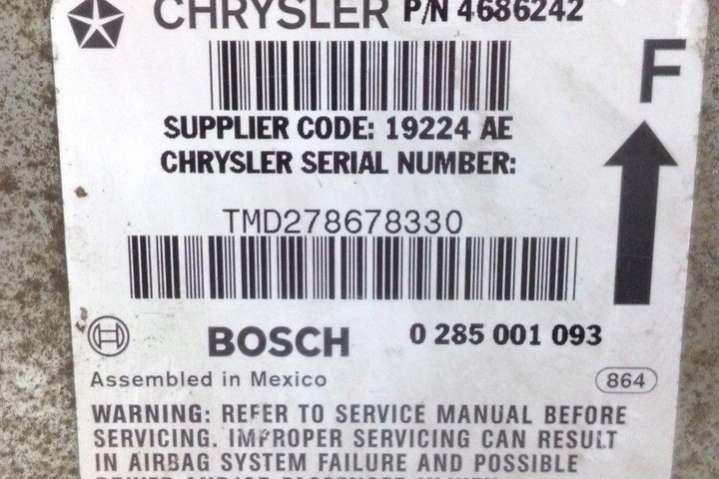 CHRYSLER P/N 4686242
F
SUPPLIER CODE: 19224 AE
CHRYSLER SERIAL NUMBER:
TMD278678330
BOSCH 0 285 001 093
Assembled in Mexico 864
WARNING: REFER TO SERVICE MANUAL BEFORE
SERVICING. IMPROPER SERVICING CAN RESULT
IN AIRBAG SYSTEM FAILURE AND POSSIBLE